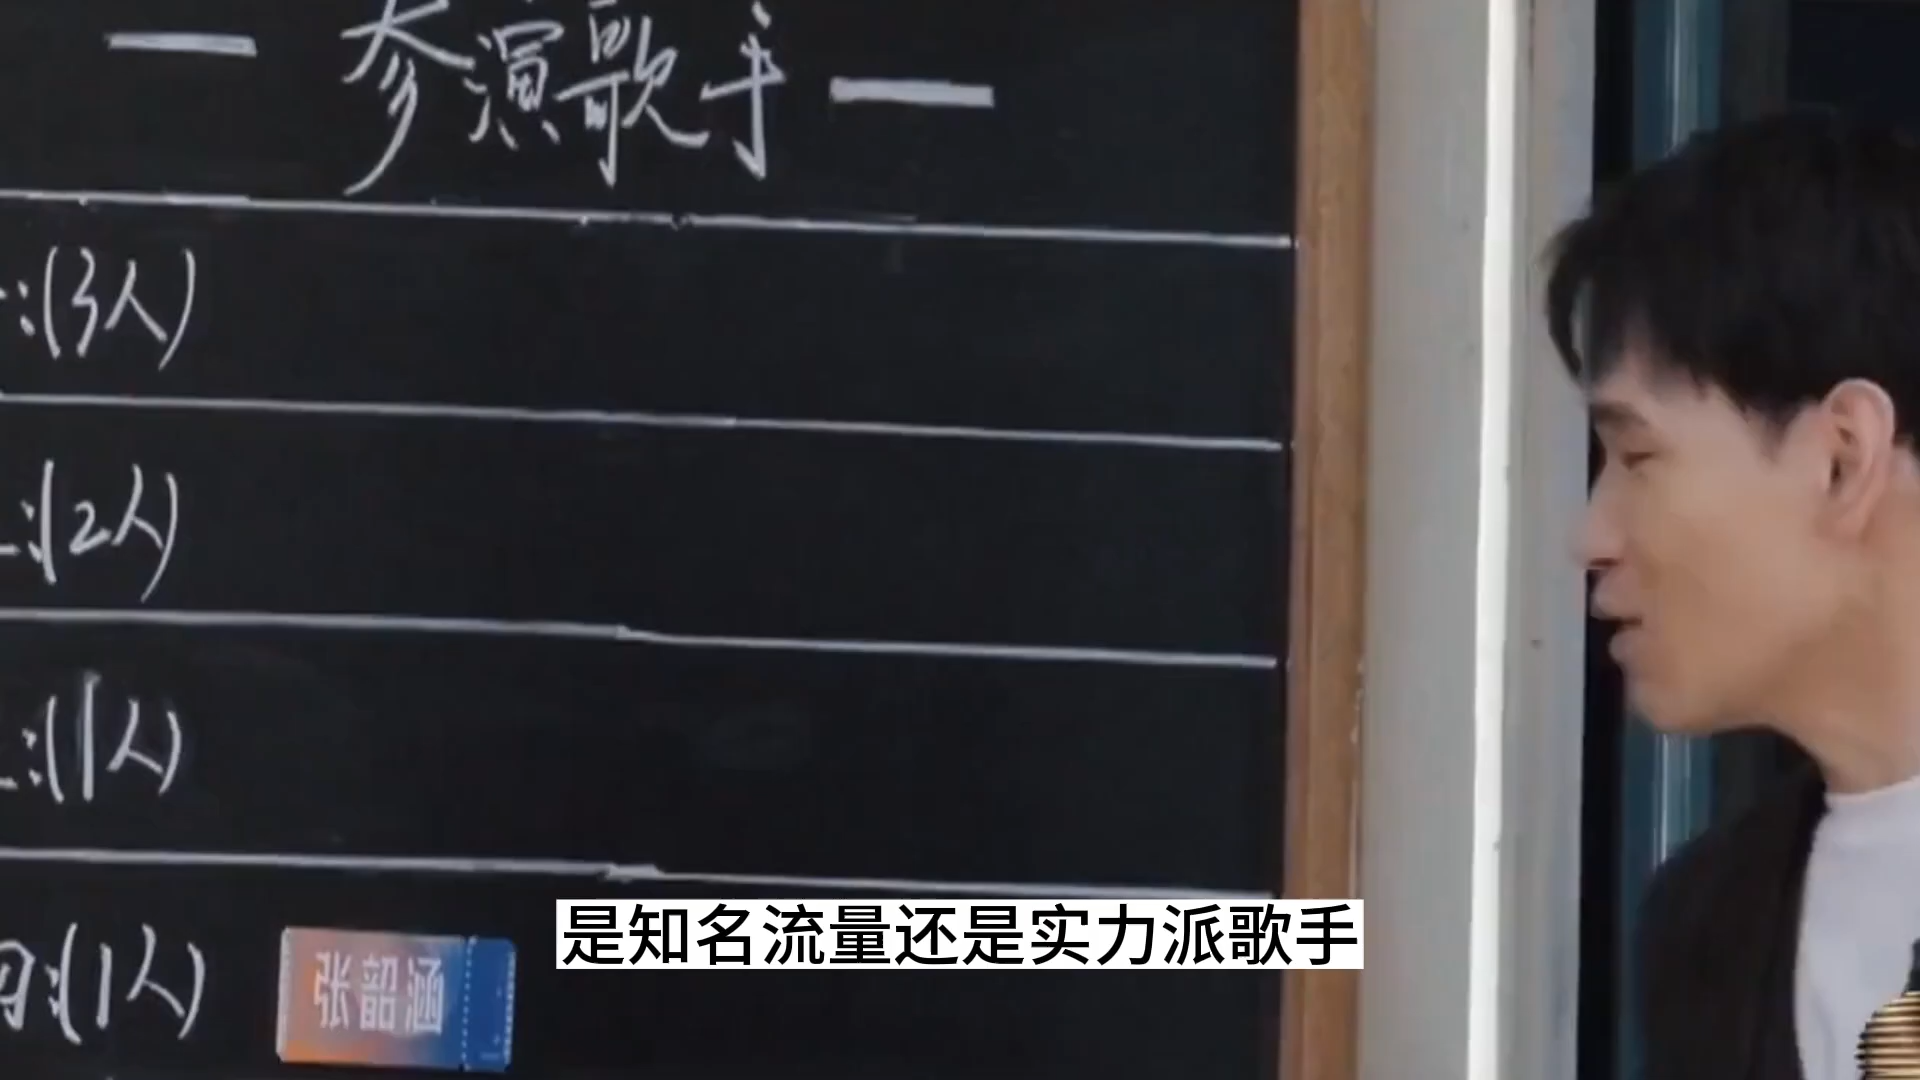 — 参演歌手 —
:(3人)
:(2人)
:(1人)
四:(1人)
张韶涵
是知名流量还是实力派歌手